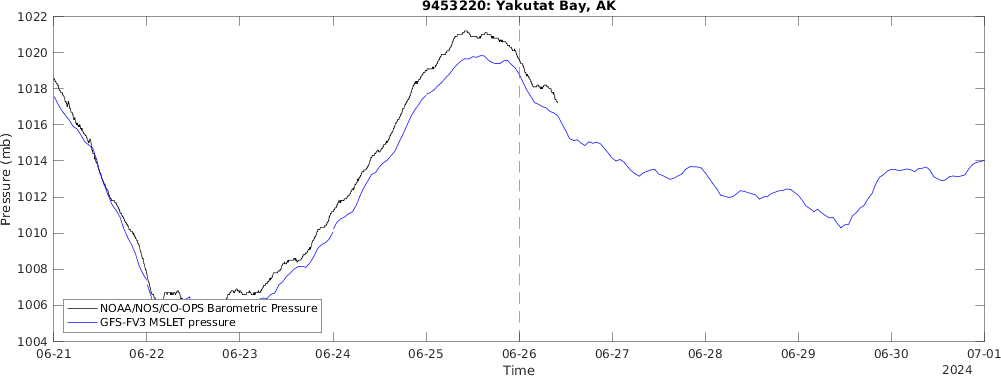 9453220: Yakutat Bay, AK
1022
1020
1018
1016
1014
1012
1010
1008
1006
1004
Pressure (mb)
NOAA/NOS/CO-OPS Barometric Pressure
GFS-FV3 MSLET pressure
06-21 06-22 06-23 06-24 06-25 06-26 06-27 06-28 06-29 06-30 07-01
Time
2024